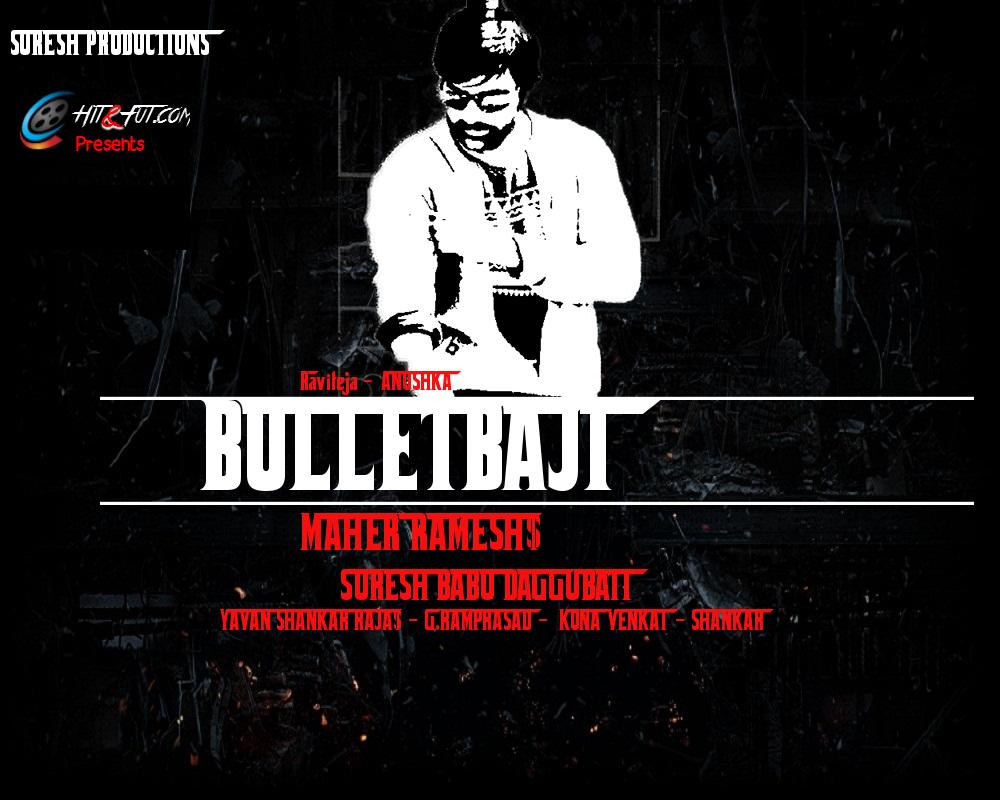 SURESH PRODUCTIONS
HIT&FUT.COM
Presents
Raviteja - ANUSHKA
BULLETBAJI
MAHER RAMESH$
SURESH BABU DAGGUBATI
YAVAN SHANKAR RAJA$ - G.RAMPRASAD - KONA VENKAT - SHANKAR